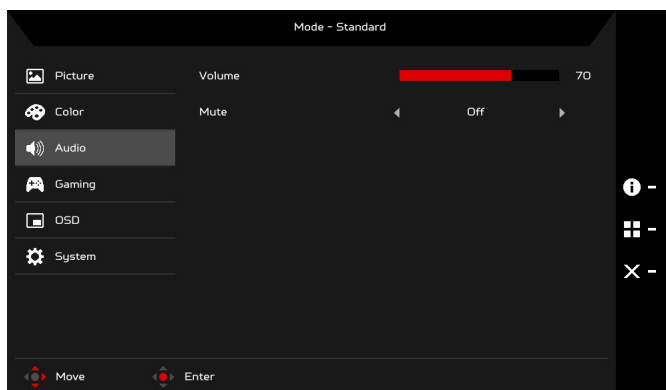 Mode - Standard
Picture
Volume 70
Color
Mute Off
Audio
Gaming
OSD
System
Move Enter